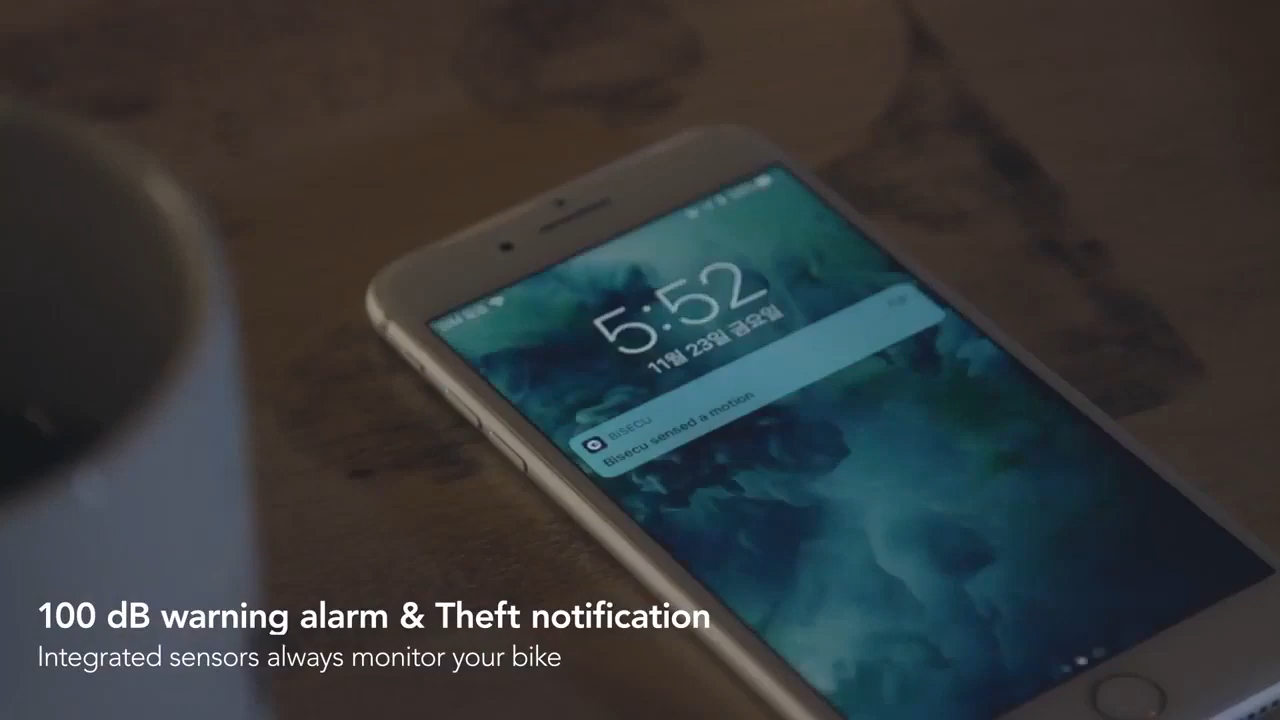 5:52
11월 23일 금요일
BISECU
Bisecu sensed a motion
100 dB warning alarm & Theft notification
Integrated sensors always monitor your bike